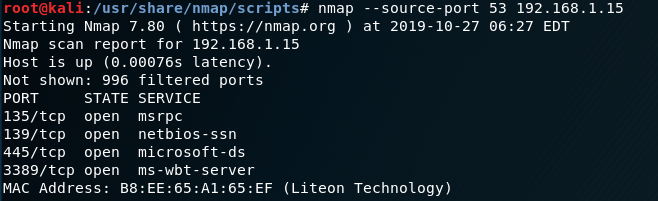 root@kali:/usr/share/nmap/scripts# nmap --source-port 53 192.168.1.15
Starting Nmap 7.80 ( https://nmap.org ) at 2019-10-27 06:27 EDT
Nmap scan report for 192.168.1.15
Host is up (0.00076s latency).
Not shown: 996 filtered ports
PORT     STATE SERVICE
135/tcp  open  msrpc
139/tcp  open  netbios-ssn
445/tcp  open  microsoft-ds
3389/tcp open  ms-wbt-server
MAC Address: B8:EE:65:A1:65:EF (Liteon Technology)